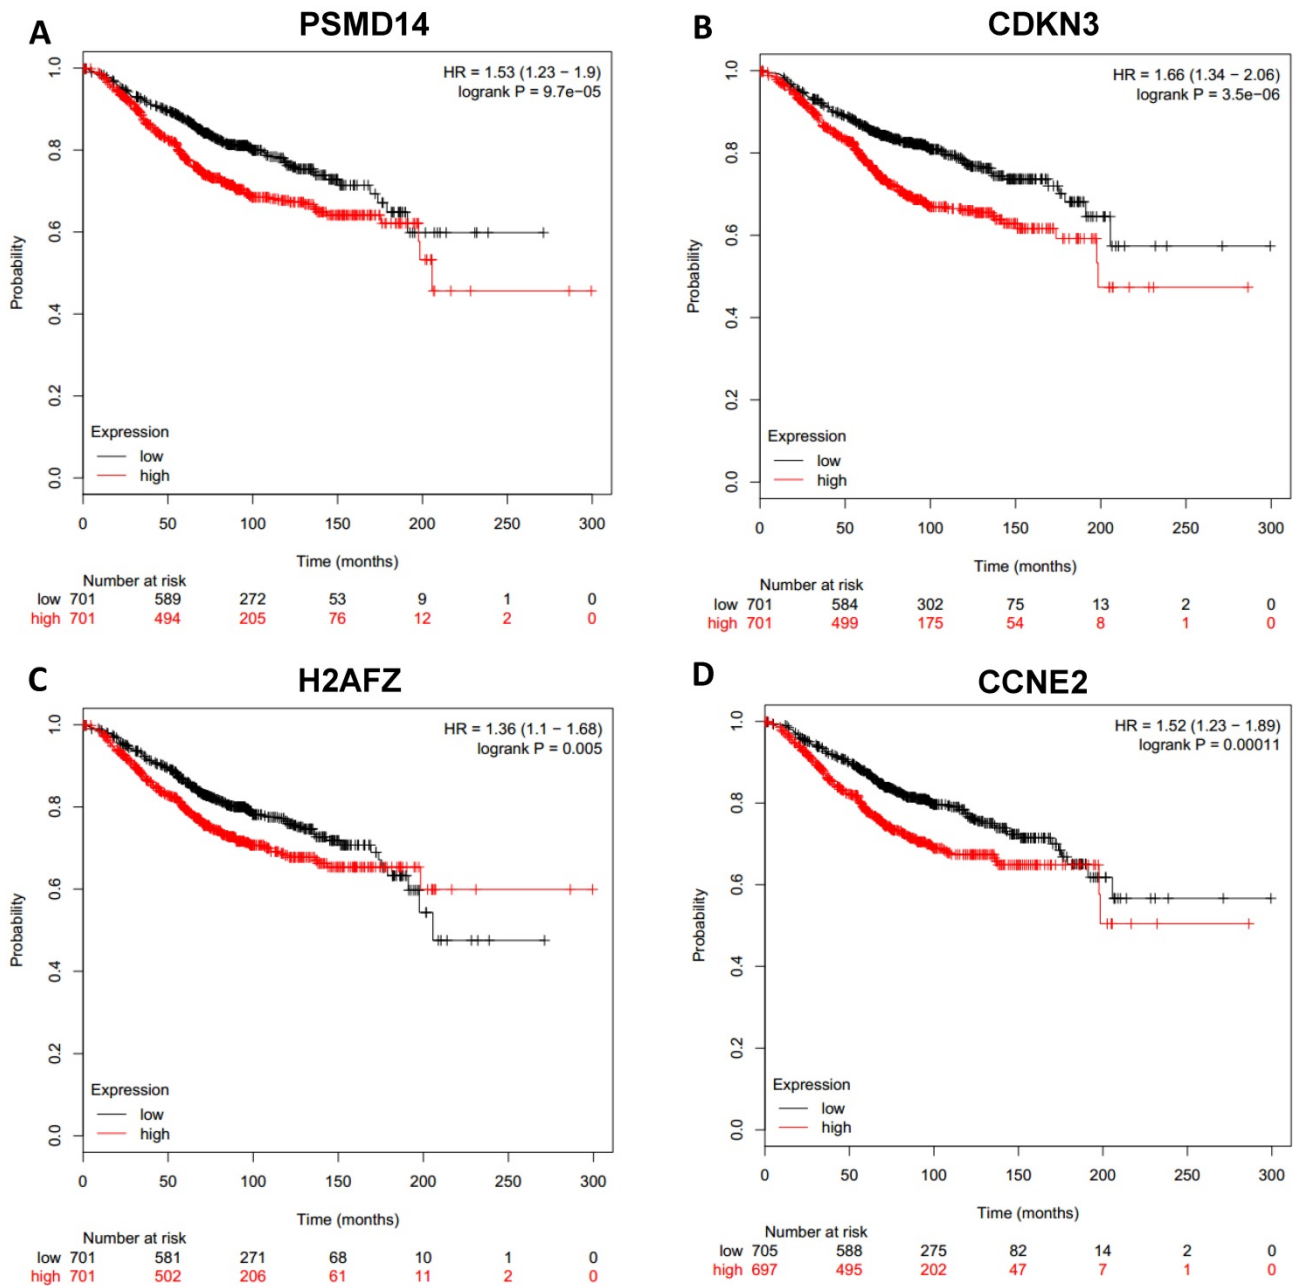 A
PSMD14
HR = 1.53 (1.23 − 1.9)
logrank P = 9.7e−05
Probability
1.0
0.8
0.6
0.4
0.2
0.0
Expression
low
high
0 50 100 150 200 250 300
Time (months)
Number at risk
low 701 589 272 53 9 1 0
high 701 494 205 76 12 2 0
B
CDKN3
HR = 1.66 (1.34 − 2.06)
logrank P = 3.5e−06
Probability
1.0
0.8
0.6
0.4
0.2
0.0
Expression
low
high
0 50 100 150 200 250 300
Time (months)
Number at risk
low 701 584 302 75 13 2 0
high 701 499 175 54 8 1 0
C
H2AFZ
HR = 1.36 (1.1 − 1.68)
logrank P = 0.005
Probability
1.0
0.8
0.6
0.4
0.2
0.0
Expression
low
high
0 50 100 150 200 250 300
Time (months)
Number at risk
low 701 581 271 68 10 1 0
high 701 502 206 61 11 2 0
D
CCNE2
HR = 1.52 (1.23 − 1.89)
logrank P = 0.00011
Probability
1.0
0.8
0.6
0.4
0.2
0.0
Expression
low
high
0 50 100 150 200 250 300
Time (months)
Number at risk
low 705 588 275 82 14 2 0
high 697 495 202 47 7 1 0